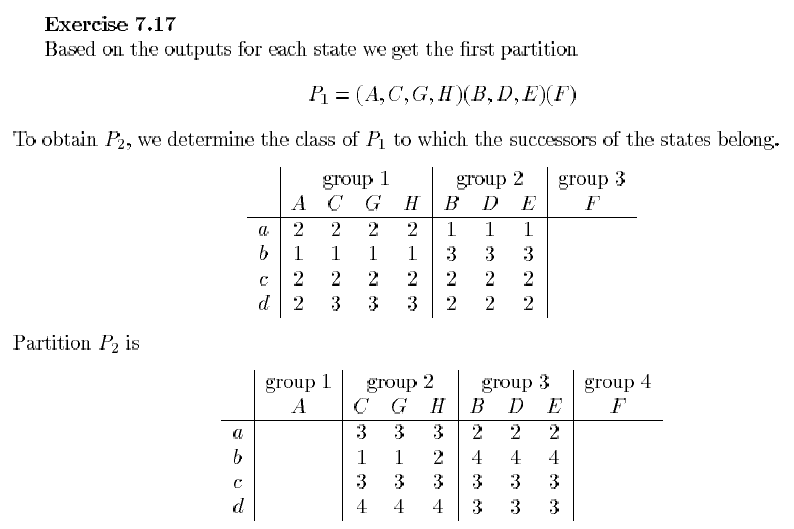 Exercise 7.17
Based on the outputs for each state we get the first partition
P₁ = (A, C, G, H)(B, D, E)(F)
To obtain P₂, we determine the class of P₁ to which the successors of the states belong.
group 1 group 2 group 3
A C G H B D E F
a 2 2 2 2 1 1 1
b 1 1 1 1 3 3 3
c 2 2 2 2 2 2 2
d 2 3 3 3 2 2 2
Partition P₂ is
group 1 group 2 group 3 group 4
A C G H B D E F
a 3 3 3 2 2 2
b 1 1 2 4 4 4
c 3 3 3 3 3 3
d 4 4 4 3 3 3